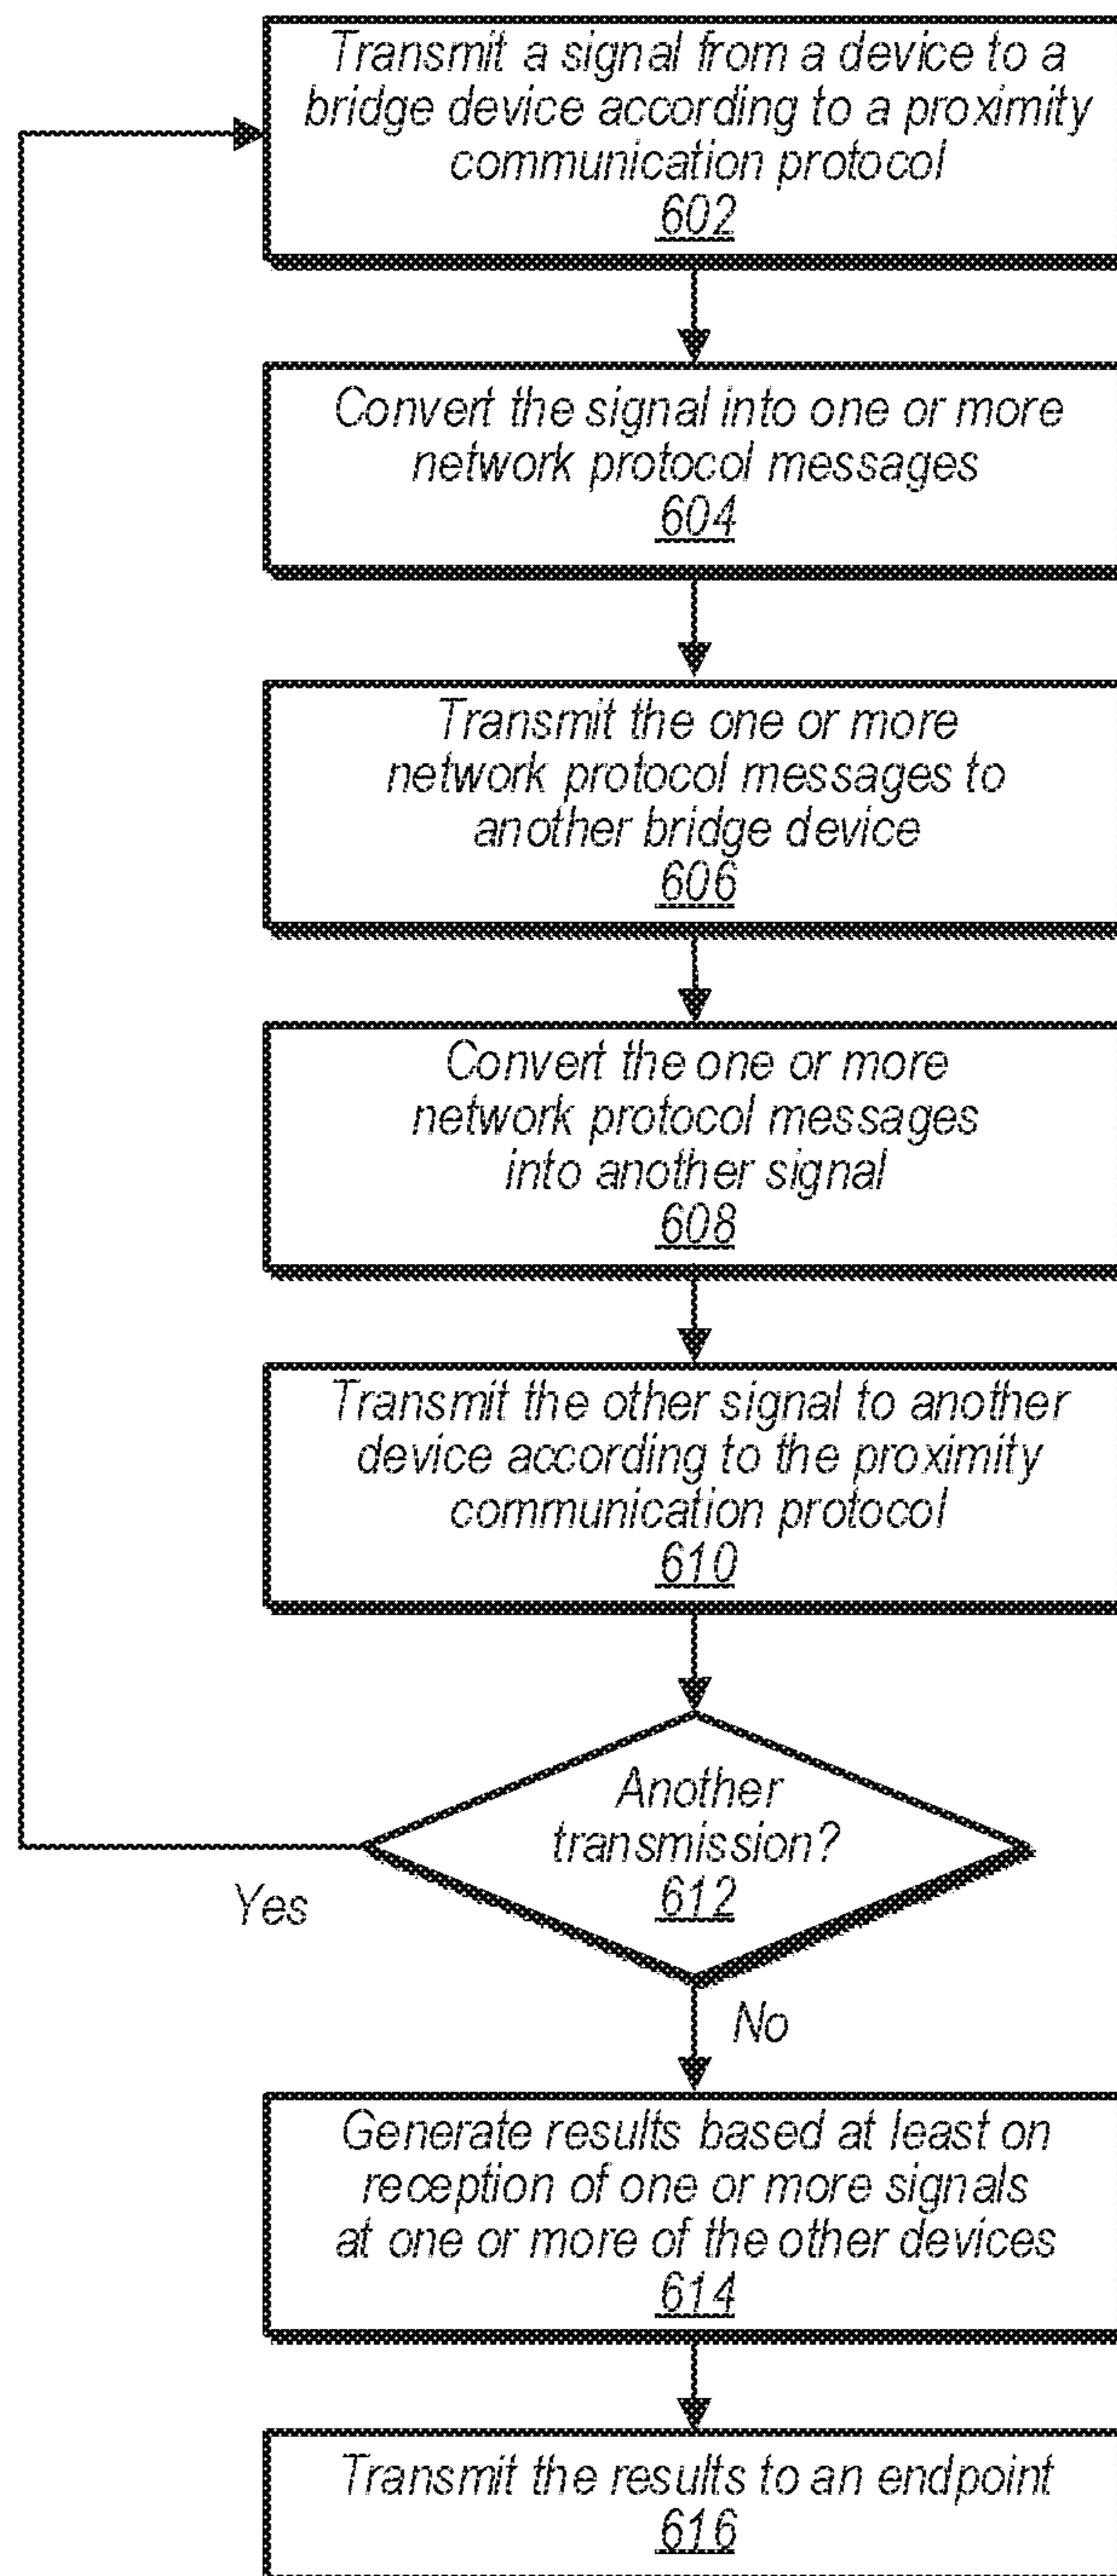 Transmit a signal from a device to a
bridge device according to a proximity
communication protocol
602
Convert the signal into one or more
network protocol messages
604
Transmit the one or more
network protocol messages to
another bridge device
606
Convert the one or more
network protocol messages
into another signal
608
Transmit the other signal to another
device according to the proximity
communication protocol
610
Another
transmission?
612
Yes
No
Generate results based at least on
reception of one or more signals
at one or more of the other devices
614
Transmit the results to an endpoint
616